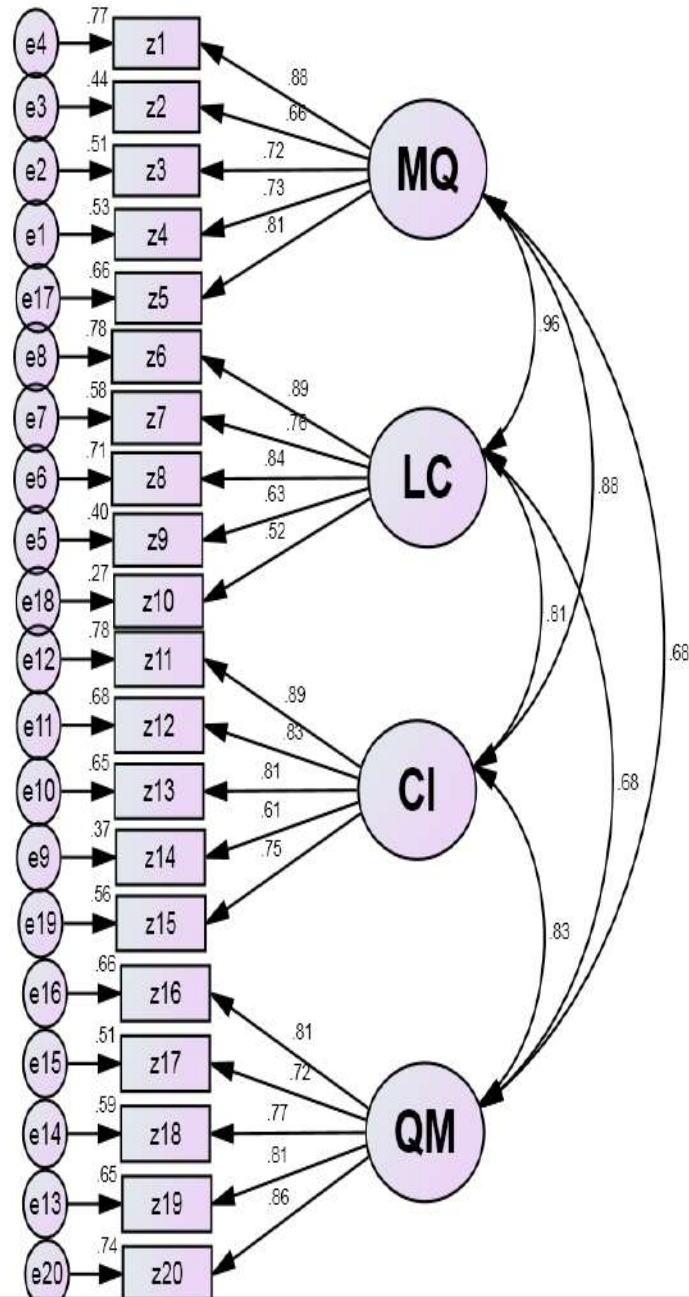 .77
e4
z1
.88
.44
e3
z2
.66
MQ
.51
e2
z3
.72
.53
e1
z4
.73
.66
e17
z5
.81
.96
.78
e8
z6
.89
.58
e7
z7
.76
LC
.71
e6
z8
.84
.88
.40
e5
z9
.63
.27
e18
z10
.52
.81
.68
.78
e12
z11
.89
.68
e11
z12
.83
CI
.65
e10
z13
.81
.68
.37
e9
z14
.61
.56
e19
z15
.75
.83
.66
e16
z16
.81
.51
e15
z17
.72
QM
.59
e14
z18
.77
.65
e13
z19
.81
.74
e20
z20
.86